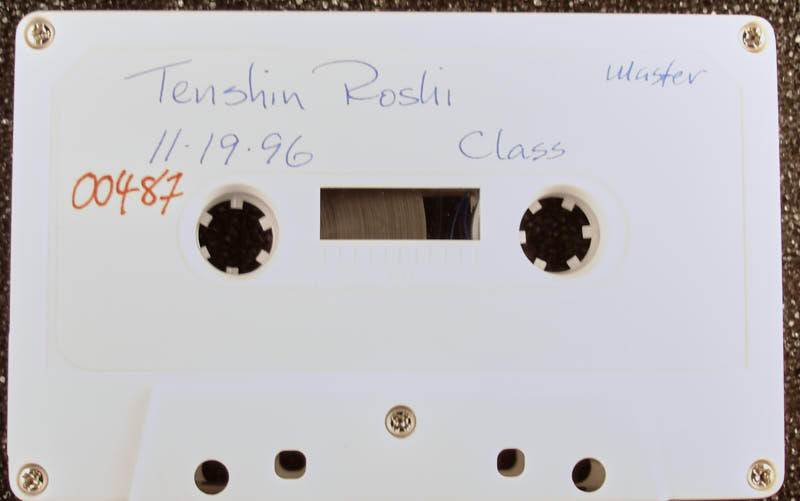 Tenshin Roshi
Master
11·19·96
Class
00487